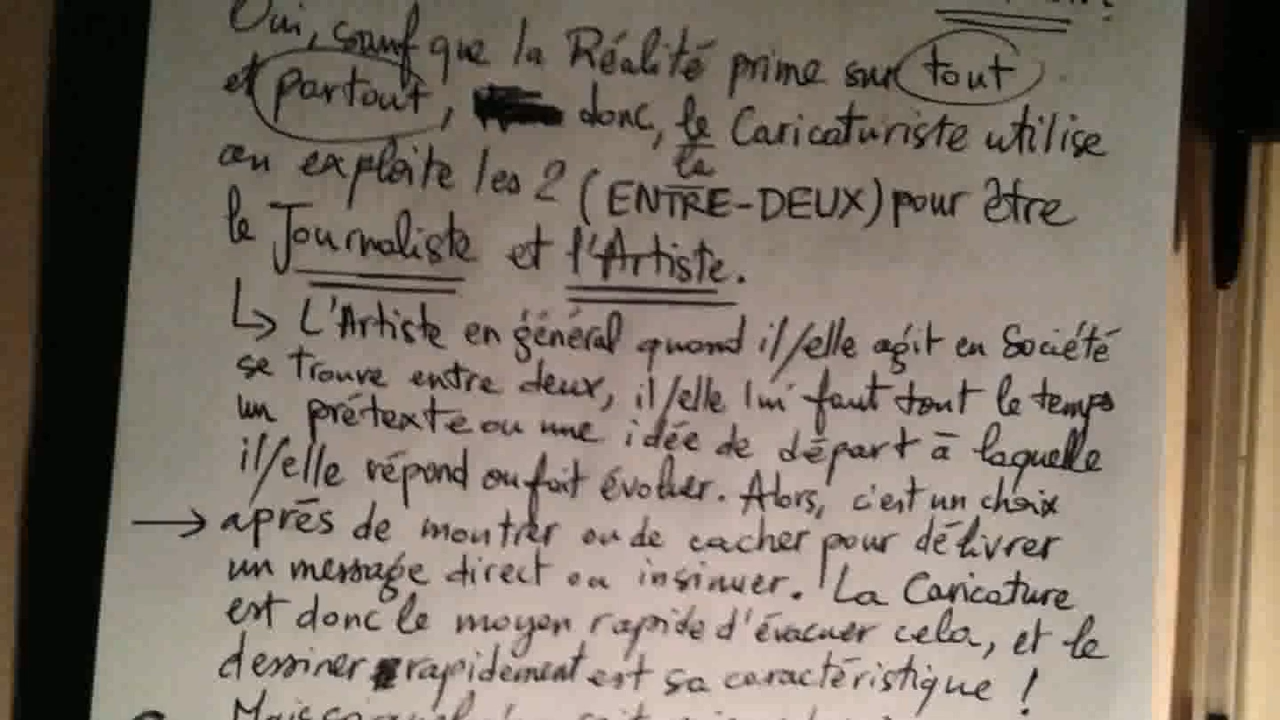 Oui, sauf que la Réalité prime sur tout
et partout, donc, le Caricaturiste utilise
la
ou exploite les 2 (ENTRE-DEUX) pour être
le Journaliste et l'Artiste.
↳ L'Artiste en général quand il/elle agit en Société
se trouve entre deux, il/elle lui faut tout le temps
un prétexte ou une idée de départ à laquelle
il/elle répond ou fait évoluer. Alors, c'est un choix
→ après de montrer ou de cacher pour délivrer
un message direct ou insinuer. La Caricature
est donc le moyen rapide d'évacuer cela, et le
dessiner rapidement est sa caractéristique !